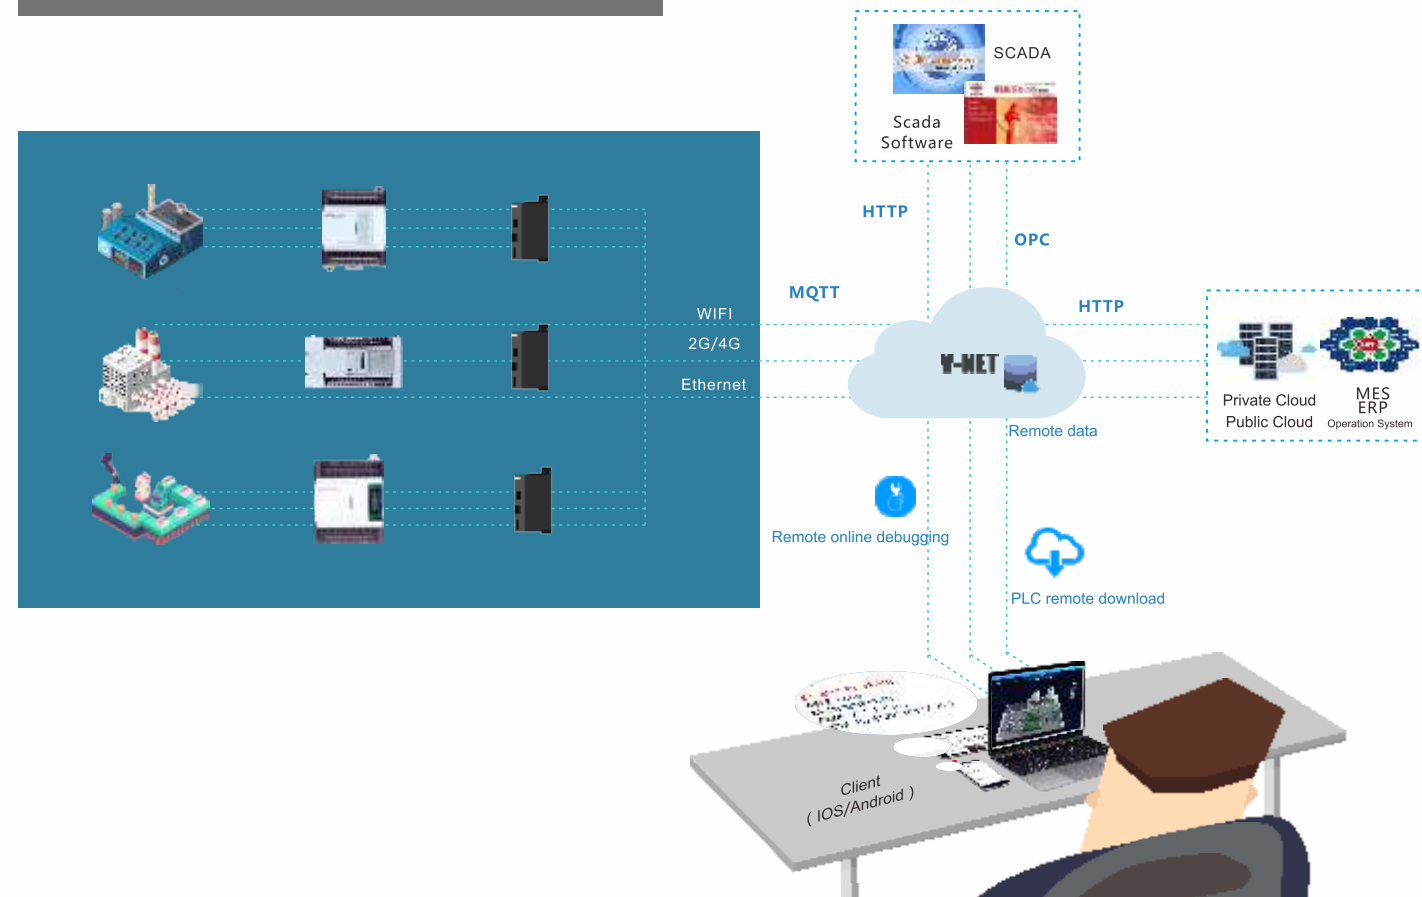 SCADA
Scada
Software
HTTP
OPC
MQTT
HTTP
WIFI
2G/4G
Ethernet
V-NET
Private Cloud
Public Cloud
MES
ERP
Operation System
Remote data
Remote online debugging
PLC remote download
Client
( IOS/Android )